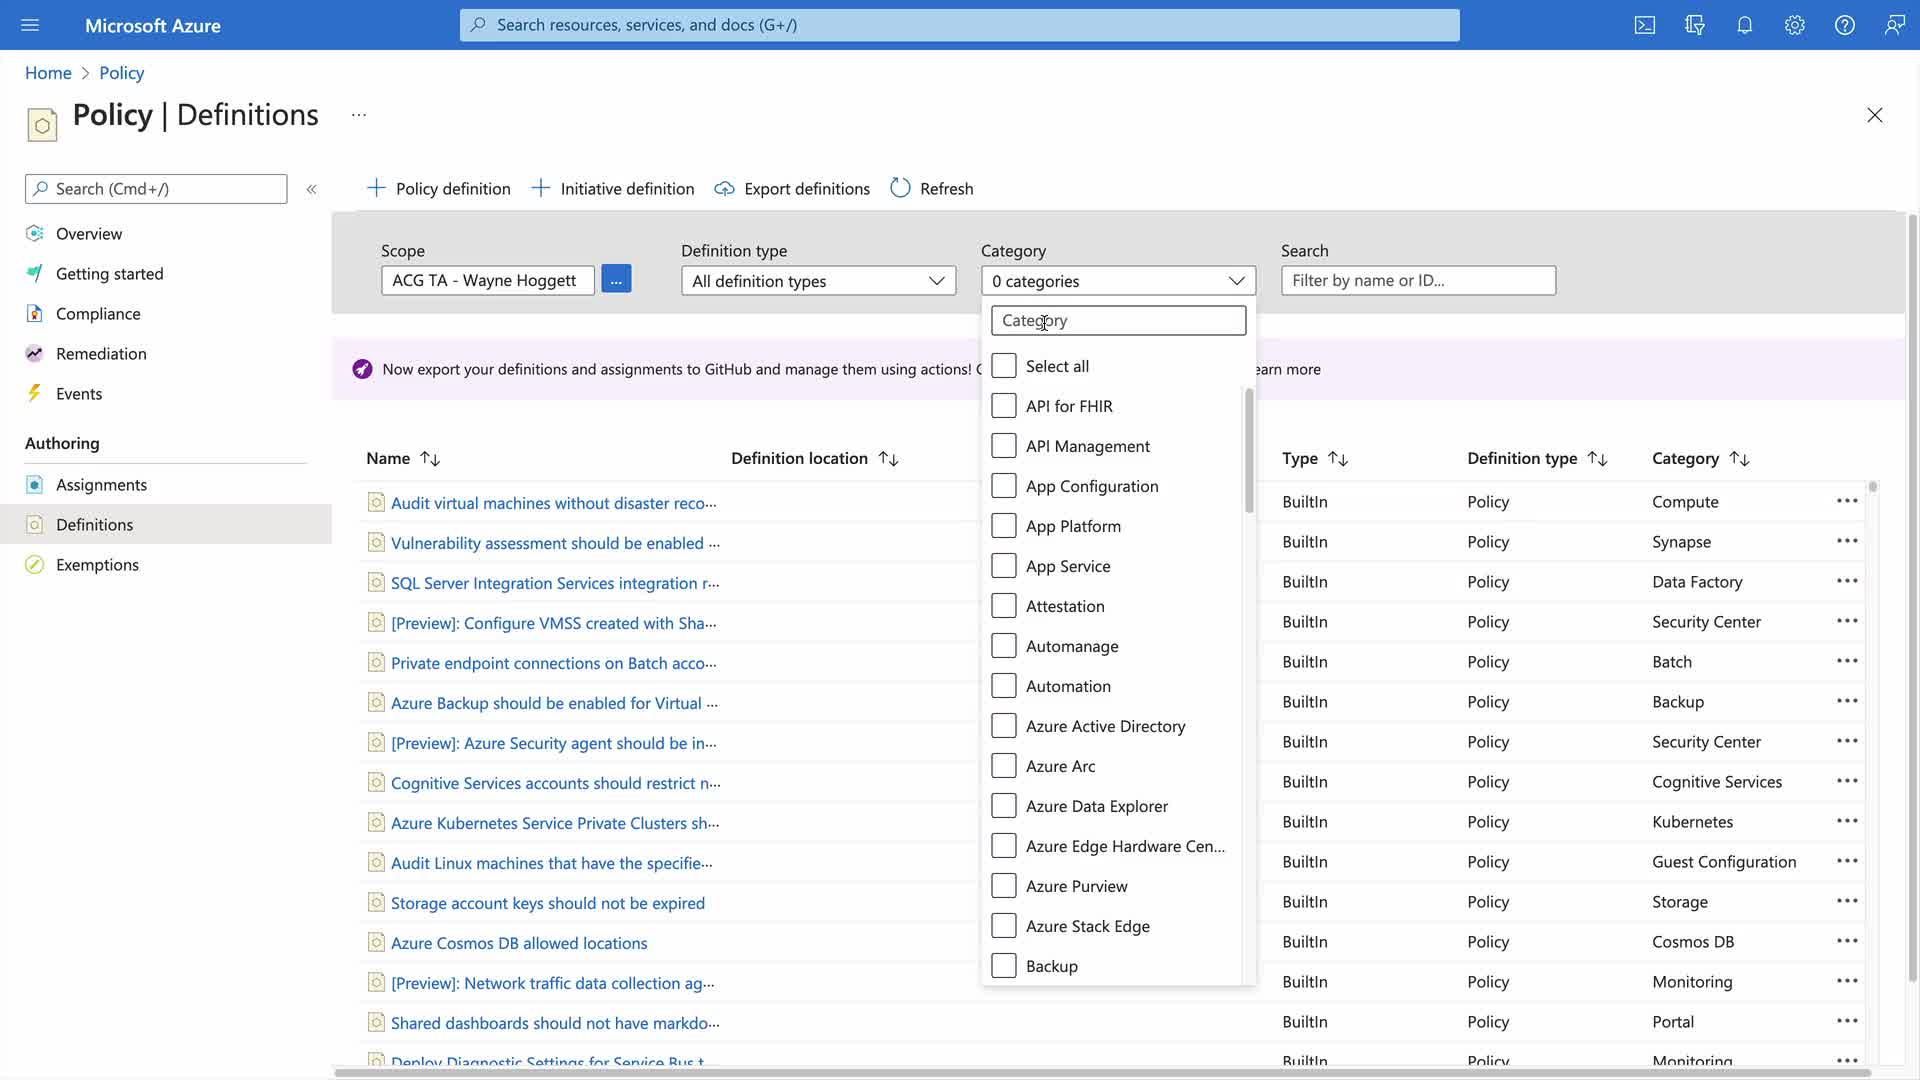 Microsoft Azure
Search resources, services, and docs (G+/)
Home > Policy
Policy | Definitions ...
Search (Cmd+/) «
Overview
Getting started
Compliance
Remediation
Events
Authoring
Assignments
Definitions
Exemptions
+ Policy definition + Initiative definition Export definitions Refresh
Scope Definition type Category Search
ACG TA - Wayne Hoggett ... All definition types 0 categories Filter by name or ID...
Category
Select all
API for FHIR
API Management
App Configuration
App Platform
App Service
Attestation
Automanage
Automation
Azure Active Directory
Azure Arc
Azure Data Explorer
Azure Edge Hardware Cen...
Azure Purview
Azure Stack Edge
Backup
Now export your definitions and assignments to GitHub and manage them using actions! earn more
Name Definition location Type Definition type Category
Audit virtual machines without disaster reco... BuiltIn Policy Compute ...
Vulnerability assessment should be enabled ... BuiltIn Policy Synapse ...
SQL Server Integration Services integration r... BuiltIn Policy Data Factory ...
[Preview]: Configure VMSS created with Sha... BuiltIn Policy Security Center ...
Private endpoint connections on Batch acco... BuiltIn Policy Batch ...
Azure Backup should be enabled for Virtual ... BuiltIn Policy Backup ...
[Preview]: Azure Security agent should be in... BuiltIn Policy Security Center ...
Cognitive Services accounts should restrict n... BuiltIn Policy Cognitive Services ...
Azure Kubernetes Service Private Clusters sh... BuiltIn Policy Kubernetes ...
Audit Linux machines that have the specifie... BuiltIn Policy Guest Configuration ...
Storage account keys should not be expired BuiltIn Policy Storage ...
Azure Cosmos DB allowed locations BuiltIn Policy Cosmos DB ...
[Preview]: Network traffic data collection ag... BuiltIn Policy Monitoring ...
Shared dashboards should not have markdo... BuiltIn Policy Portal ...
Deploy Diagnostic Settings for Service Bus t... BuiltIn Policy Monitoring ...